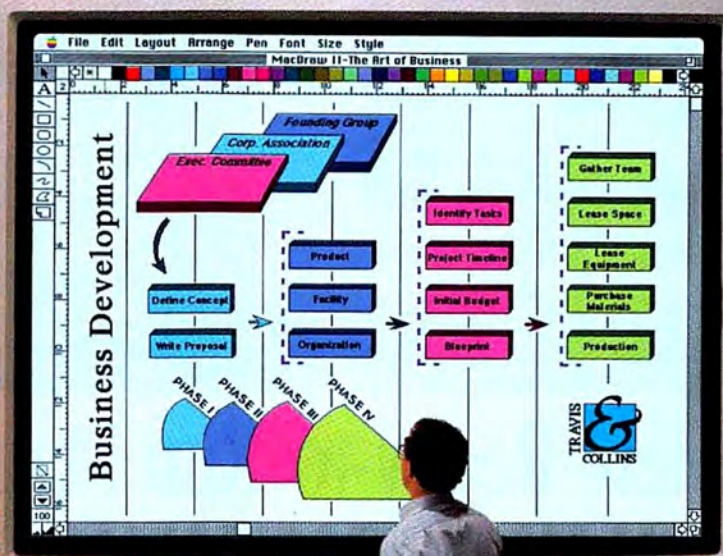 File Edit Layout Arrange Pen Font Size Style
MacDraw II-The Art of Business
Business Development
Founding Group
Corp. Association
Exec. Committee
Define Concept
Write Proposal
Product
Facility
Organization
Identify Tasks
Project Timeline
Initial Budget
Blueprint
Gather Team
Lease Space
Lease
Equipment
Purchase
Materials
Production
PHASE I
PHASE II
PHASE III
PHASE IV
TRAVIS
&
COLLINS
A
100